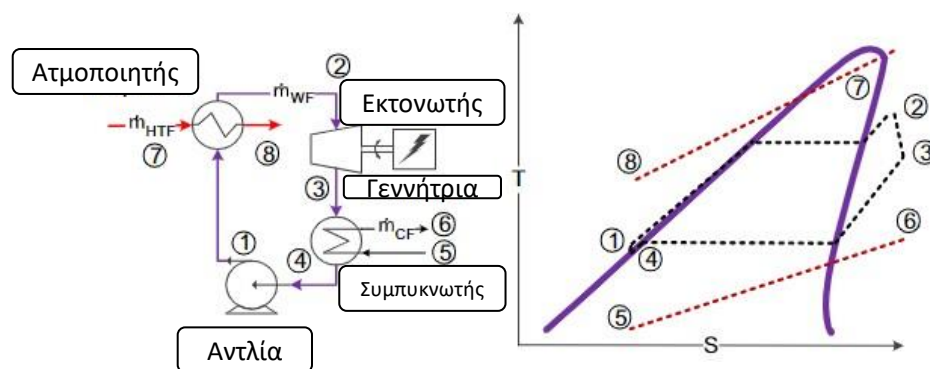 Ατμοποιητής
②
ṁWF
Εκτονωτής
ṁHTF
⑦
⑧
③
Γεννήτρια
ṁCF
⑥
⑤
①
④
Συμπυκνωτής
Αντλία
T
S
⑦
②
⑧
③
①
④
⑥
⑤